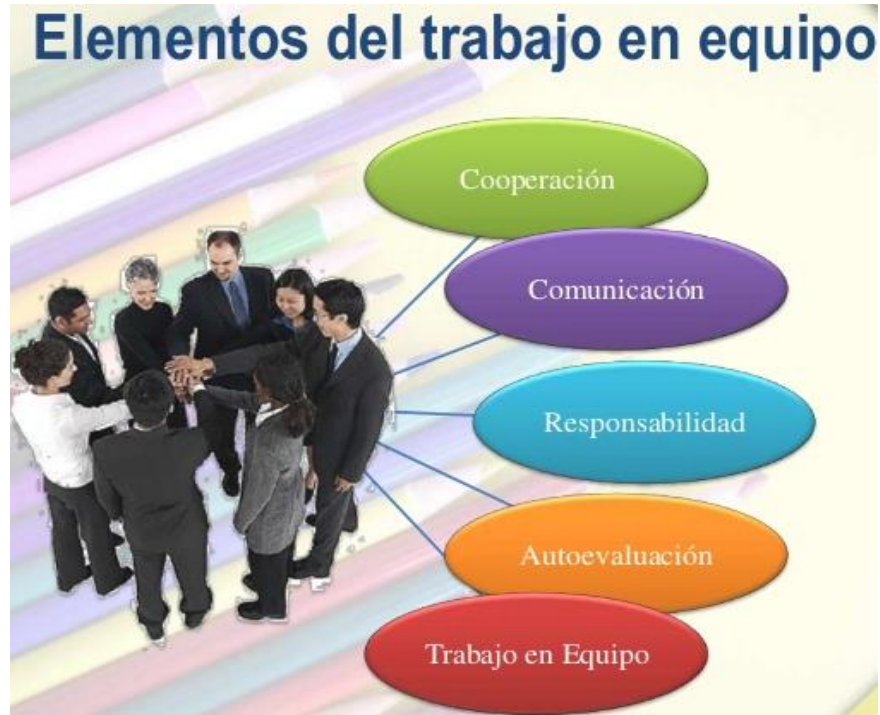 Elementos del trabajo en equipo
Cooperación
Comunicación
Responsabilidad
Autoevaluación
Trabajo en Equipo